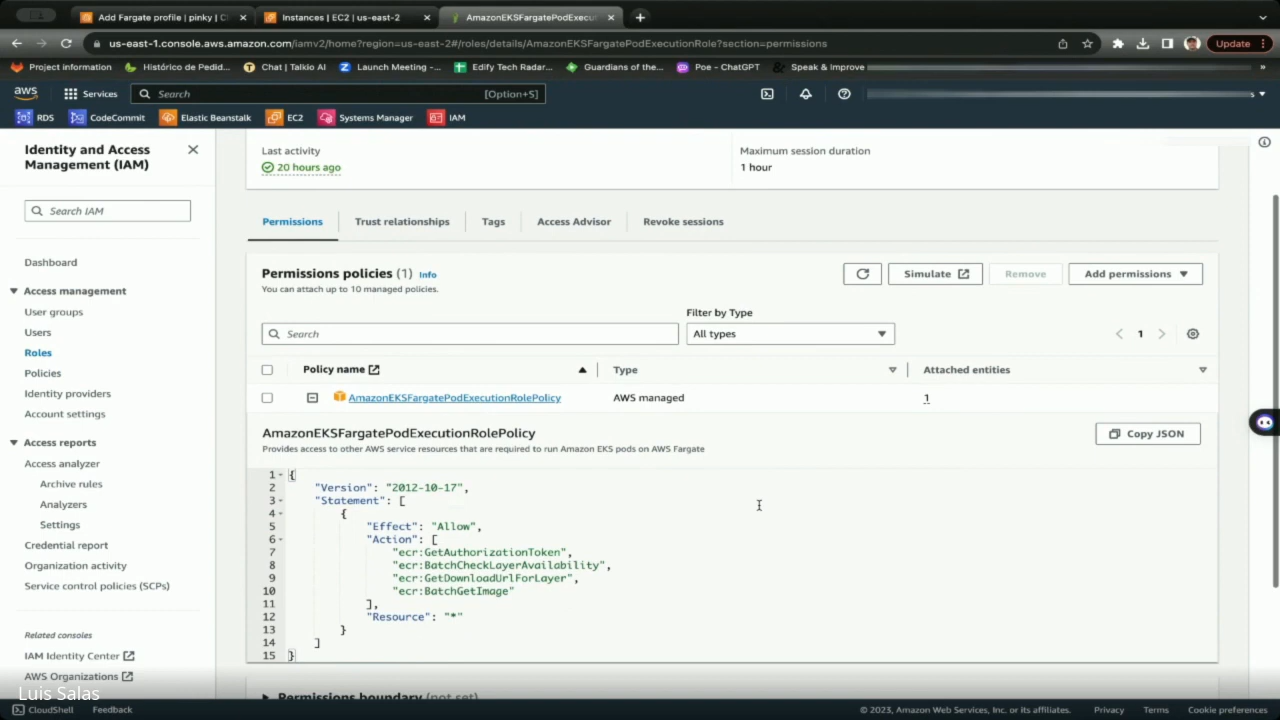 Add Fargate profile | pinky | C
Instances | EC2 | us-east-2
AmazonEKSFargatePodExecut
us-east-1.console.aws.amazon.com/iamv2/home?region=us-east-2#/roles/details/AmazonEKSFargatePodExecutionRole?section=permissions
Update
Project information
Histórico de Pedid...
Chat | Talkio AI
Launch Meeting -...
Edify Tech Radar...
Guardians of the...
Poe - ChatGPT
Speak & Improve
»
aws
Services
Search
[Option+S]
RDS
CodeCommit
Elastic Beanstalk
EC2
Systems Manager
IAM
Identity and Access
Management (IAM)
Search IAM
Dashboard
Access management
User groups
Users
Roles
Policies
Identity providers
Account settings
Access reports
Access analyzer
Archive rules
Analyzers
Settings
Credential report
Organization activity
Service control policies (SCPs)
Related consoles
IAM Identity Center
AWS Organizations
Last activity
20 hours ago
Maximum session duration
1 hour
Permissions
Trust relationships
Tags
Access Advisor
Revoke sessions
Permissions policies (1) Info
You can attach up to 10 managed policies.
Simulate
Remove
Add permissions
Filter by Type
Search
All types
1
Policy name
Type
Attached entities
AmazonEKSFargatePodExecutionRolePolicy
AWS managed
1
AmazonEKSFargatePodExecutionRolePolicy
Provides access to other AWS service resources that are required to run Amazon EKS pods on AWS Fargate
Copy JSON
1 {
2 "Version": "2012-10-17",
3 "Statement": [
4 {
5 "Effect": "Allow",
6 "Action": [
7 "ecr:GetAuthorizationToken",
8 "ecr:BatchCheckLayerAvailability",
9 "ecr:GetDownloadUrlForLayer",
10 "ecr:BatchGetImage"
11 ],
12 "Resource": "*"
13 }
14 ]
15 }
Permissions boundary (not set)
Luis Salas
CloudShell
Feedback
© 2023, Amazon Web Services, Inc. or its affiliates.
Privacy
Terms
Cookie preferences